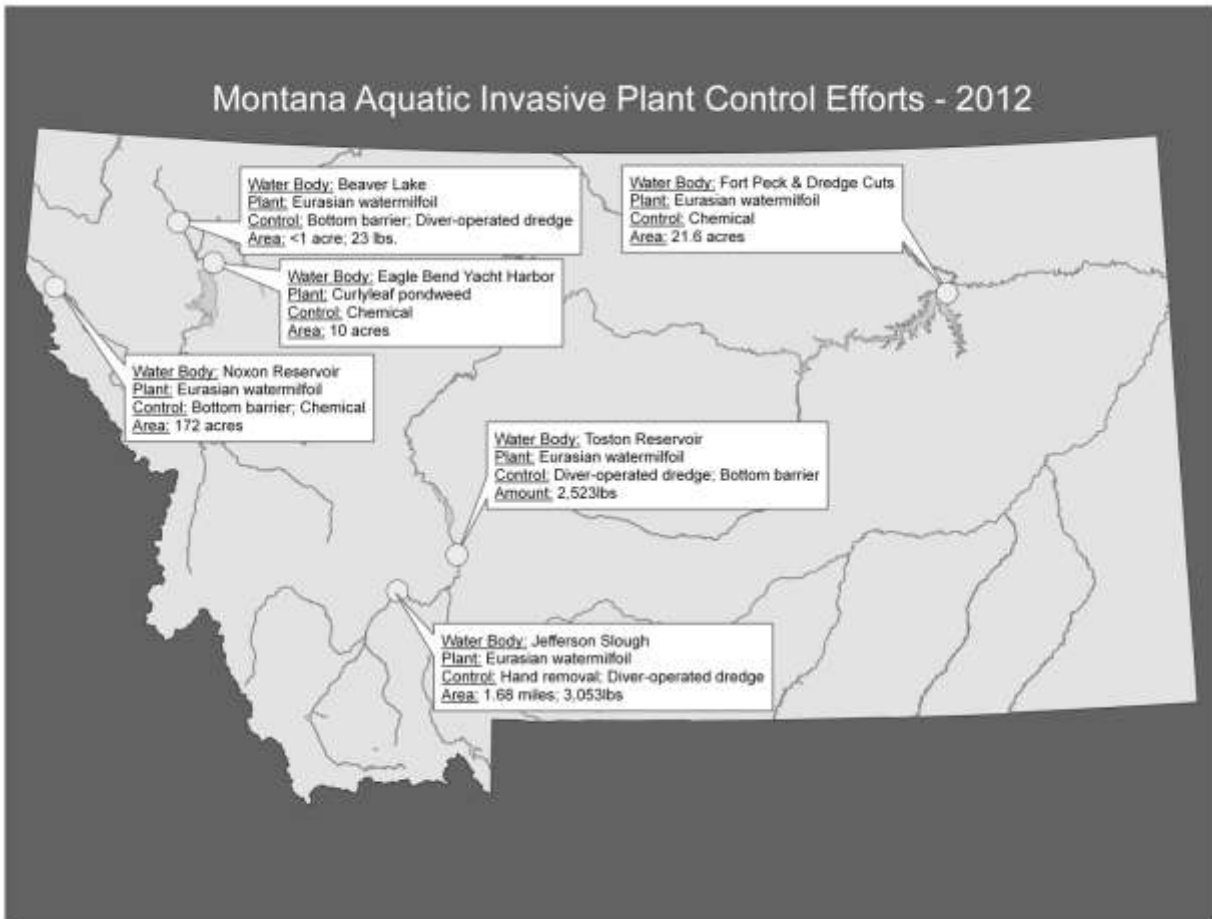 Montana Aquatic Invasive Plant Control Efforts - 2012
Water Body: Beaver Lake
Plant: Eurasian watermilfoil
Control: Bottom barrier; Diver-operated dredge
Area: <1 acre; 23 lbs.
Water Body: Fort Peck & Dredge Cuts
Plant: Eurasian watermilfoil
Control: Chemical
Area: 21.6 acres
Water Body: Eagle Bend Yacht Harbor
Plant: Curlyleaf pondweed
Control: Chemical
Area: 10 acres
Water Body: Noxon Reservoir
Plant: Eurasian watermilfoil
Control: Bottom barrier; Chemical
Area: 172 acres
Water Body: Toston Reservoir
Plant: Eurasian watermilfoil
Control: Diver-operated dredge; Bottom barrier
Amount: 2,523lbs
Water Body: Jefferson Slough
Plant: Eurasian watermilfoil
Control: Hand removal; Diver-operated dredge
Area: 1.68 miles; 3,053lbs